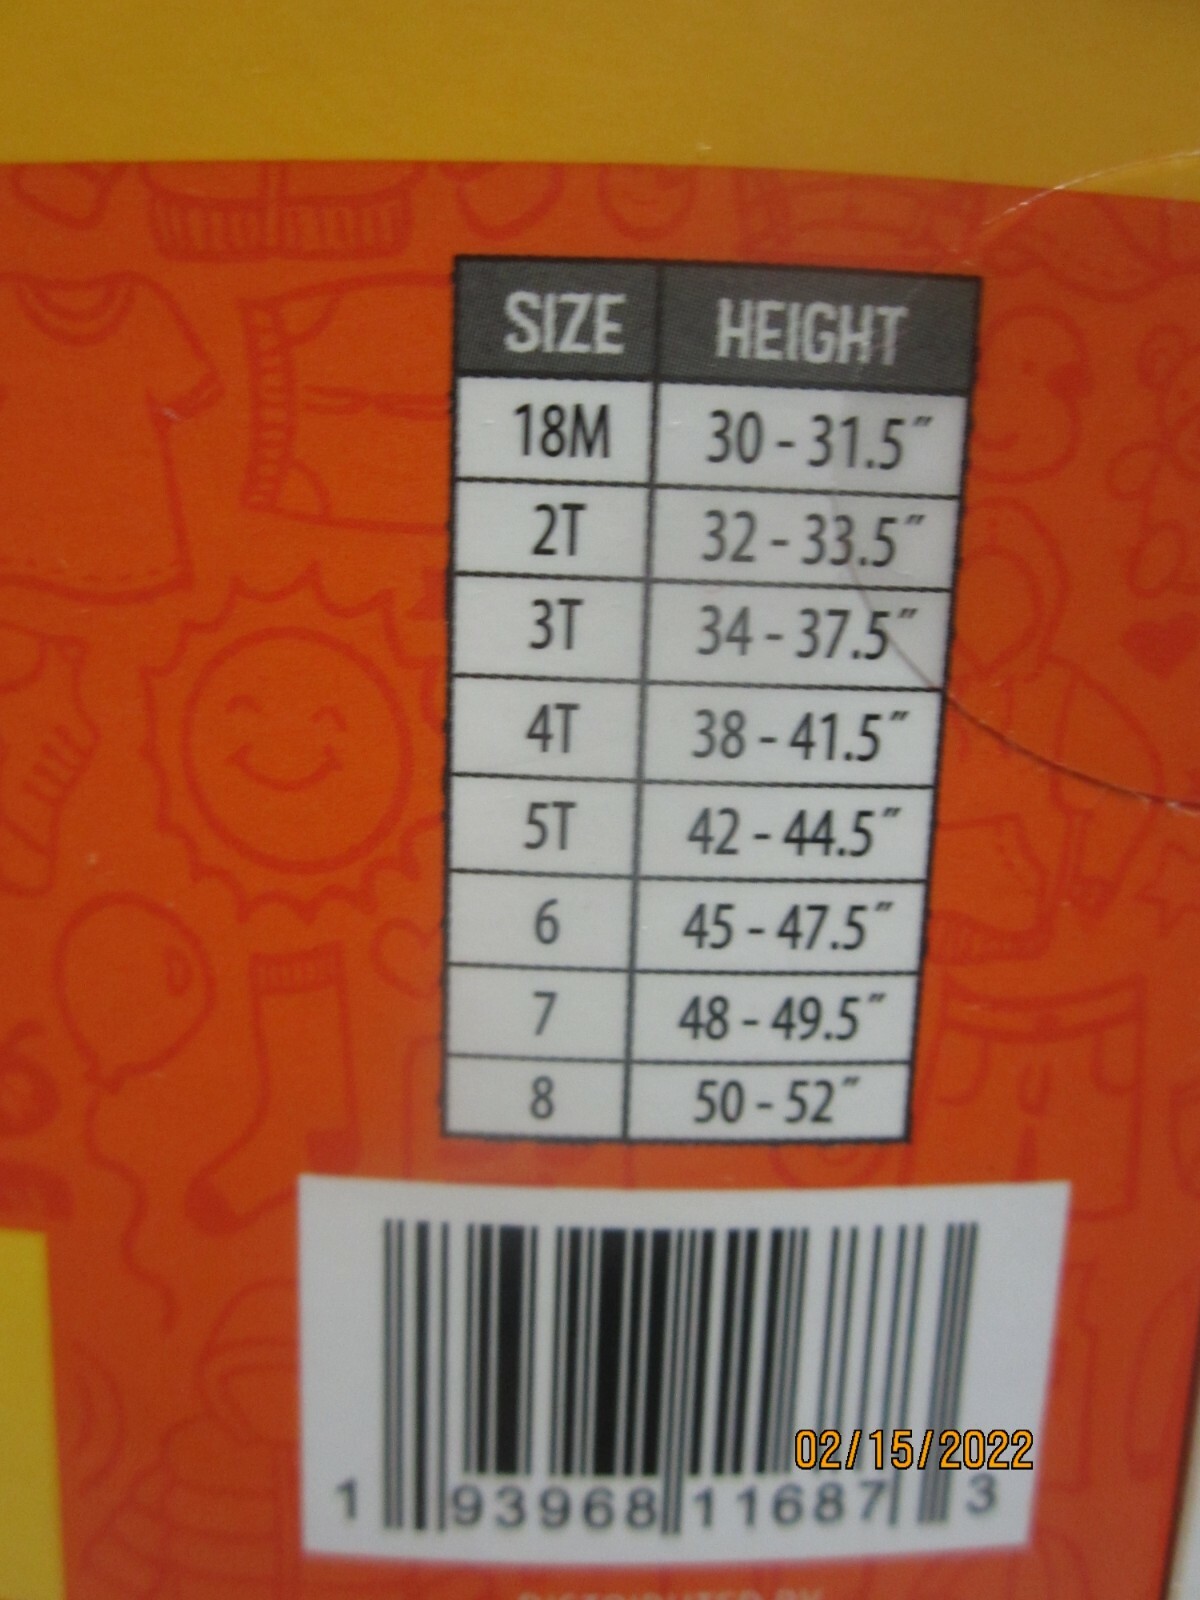 SIZE HEIGHT
18M 30 - 31.5"
2T 32 - 33.5"
3T 34 - 37.5"
4T 38 - 41.5"
5T 42 - 44.5"
6 45 - 47.5"
7 48 - 49.5"
8 50 - 52"
02/15/2022
1 93968 11687 3
DISTRIBUTED BY